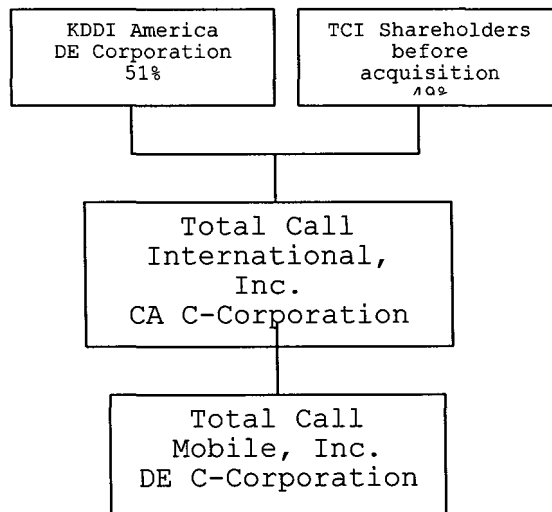 KDDI America
DE Corporation
51%
TCI Shareholders
before
acquisition
Total Call
International,
Inc.
CA C-Corporation
Total Call
Mobile, Inc.
DE C-Corporation